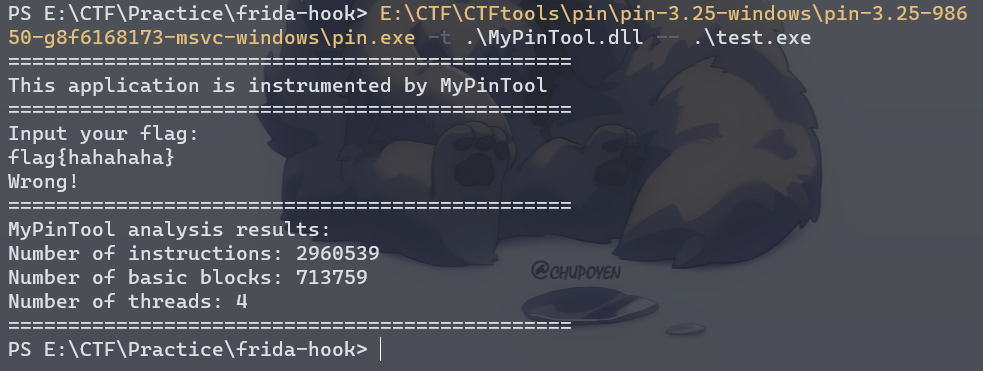 PS E:\CTF\Practice\frida-hook> E:\CTF\CTFtools\pin\pin-3.25-windows\pin-3.25-986
50-g8f6168173-msvc-windows\pin.exe -t .\MyPinTool.dll -- .\test.exe
===============================================
This application is instrumented by MyPinTool
===============================================
Input your flag:
flag{hahahaha}
Wrong!
===============================================
MyPinTool analysis results:
Number of instructions: 2960539
Number of basic blocks: 713759
Number of threads: 4
===============================================
PS E:\CTF\Practice\frida-hook>
@CHUPOYEN